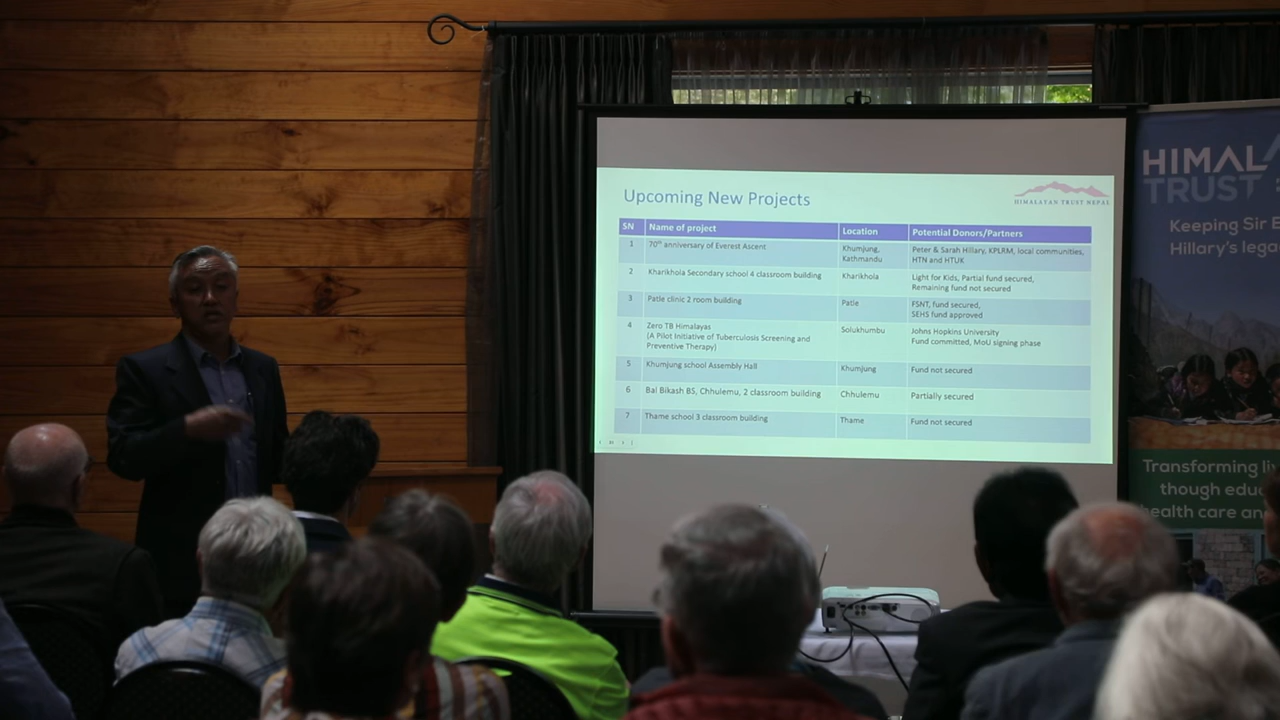 Upcoming New Projects
HIMALAYAN TRUST NEPAL
SN Name of project Location Potential Donors/Partners
1 70th anniversary of Everest Ascent Khumjung, Kathmandu Peter & Sarah Hillary, KPLRM, local communities, HTN and HTUK
2 Kharikhola Secondary school 4 classroom building Kharikhola Light for Kids, Partial fund secured, Remaining fund not secured
3 Patle clinic 2 room building Patle FSNT, fund secured, SEHS fund approved
4 Zero TB Himalayas (A Pilot Initiative of Tuberculosis Screening and Preventive Therapy) Solukhumbu Johns Hopkins University Fund committed, MoU signing phase
5 Khumjung school Assembly Hall Khumjung Fund not secured
6 Bal Bikash BS, Chhulemu, 2 classroom building Chhulemu Partially secured
7 Thame school 3 classroom building Thame Fund not secured
HIMALA
TRUST
Keeping Sir E
Hillary's lega
Transforming li
though educ
health care an